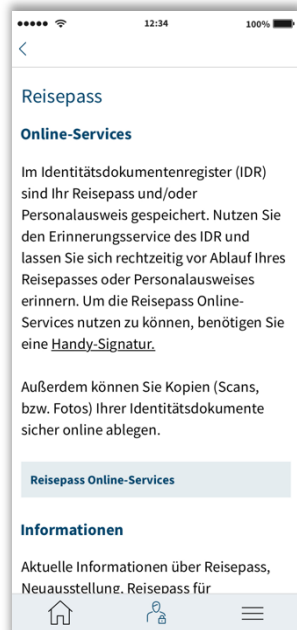 12:34
100%
Reisepass
Online-Services
Im Identitätsdokumentenregister (IDR)
sind Ihr Reisepass und/oder
Personalausweis gespeichert. Nutzen Sie
den Erinnerungsservice des IDR und
lassen Sie sich rechtzeitig vor Ablauf Ihres
Reisepasses oder Personalausweises
erinnern. Um die Reisepass Online-
Services nutzen zu können, benötigen Sie
eine Handy-Signatur.
Außerdem können Sie Kopien (Scans,
bzw. Fotos) Ihrer Identitätsdokumente
sicher online ablegen.
Reisepass Online-Services
Informationen
Aktuelle Informationen über Reisepass,
Neuausstellung, Reisepass für